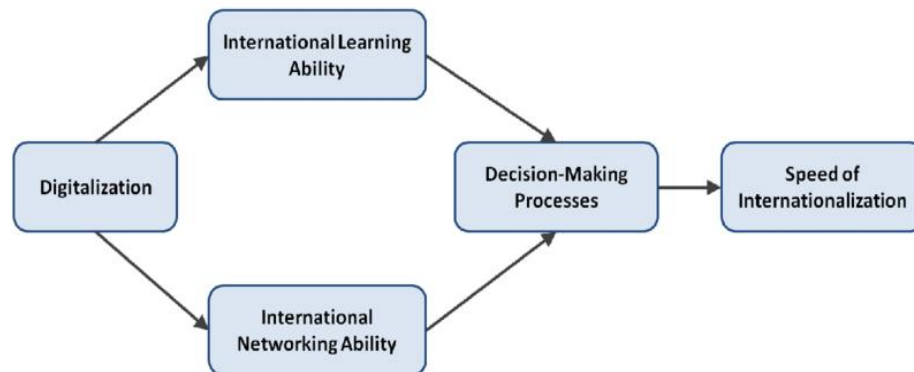 International Learning
Ability
Digitalization
Decision-Making
Processes
Speed of
Internationalization
International
Networking Ability